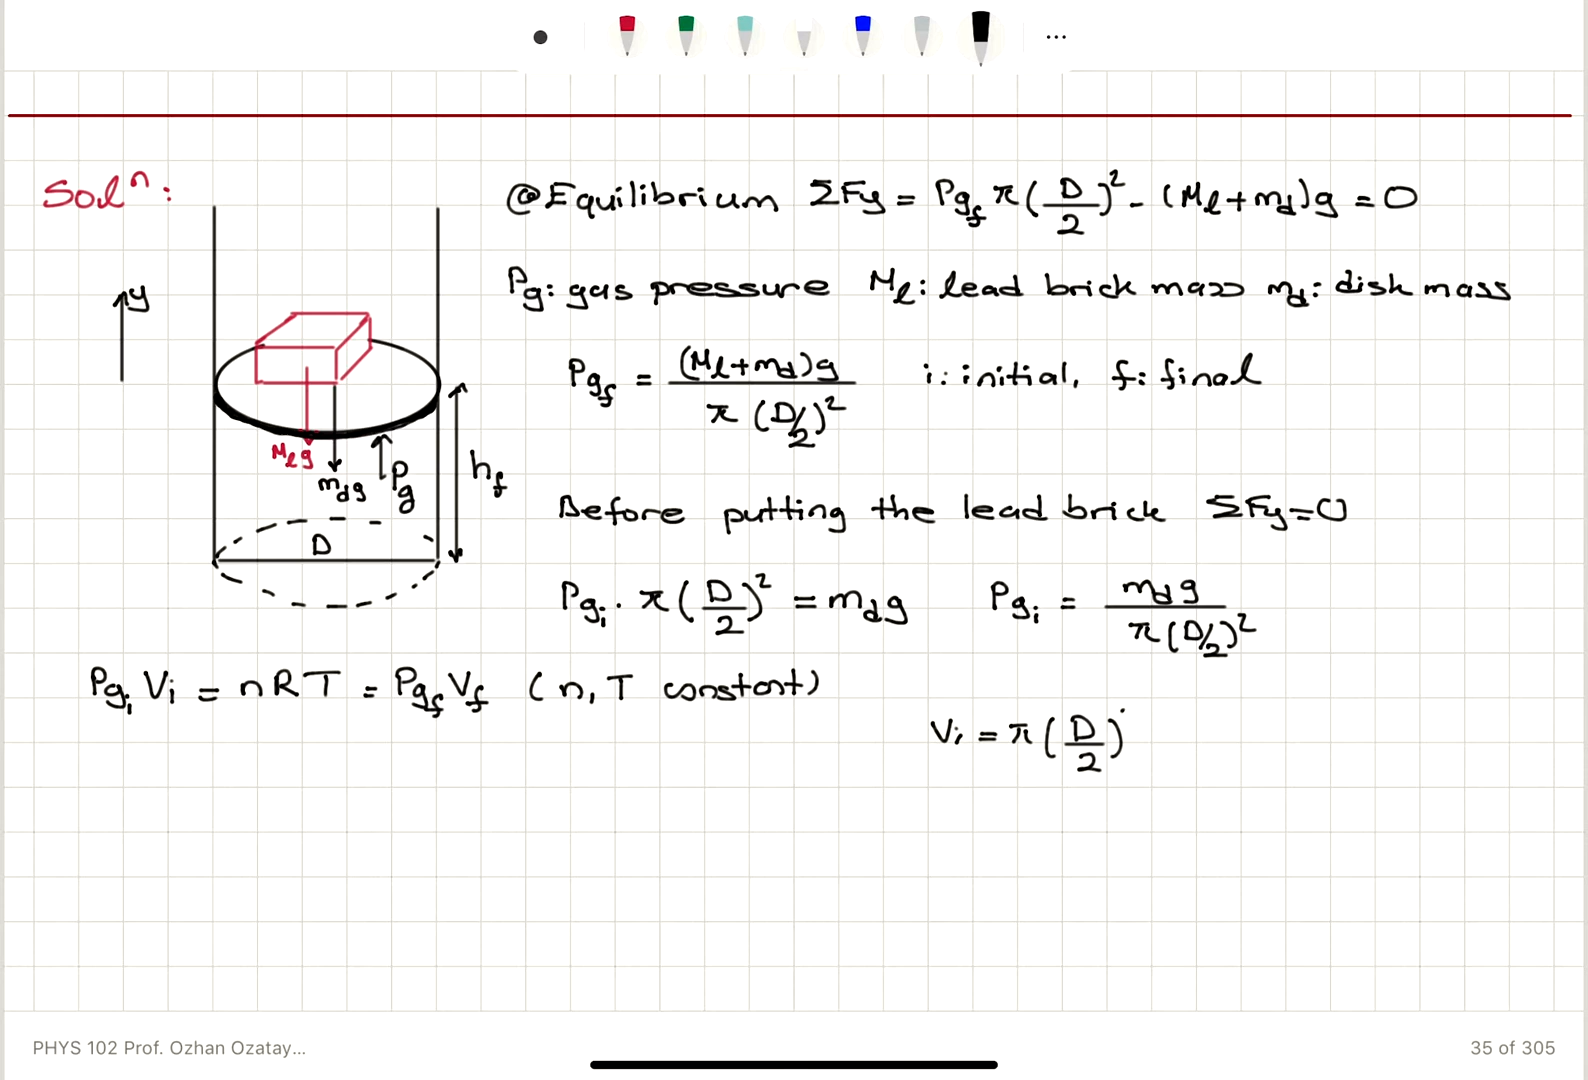 Solⁿ:
@Equilibrium ΣFy = Pgf π(D/2)² - (Mℓ+md)g = 0
y
Pg: gas pressure Mℓ: lead brick mass md: disk mass
Pgf = (Mℓ+md)g / π(D/2)² i: initial, f: final
Mℓg
mdg
Pg
hf
D
Before putting the lead brick ΣFy=0
Pgi · π(D/2)² = mdg Pgi = mdg / π(D/2)²
Pgi Vi = nRT = Pgf Vf (n, T constant)
Vi = π(D/2)
PHYS 102 Prof. Ozhan Ozatay...
35 of 305